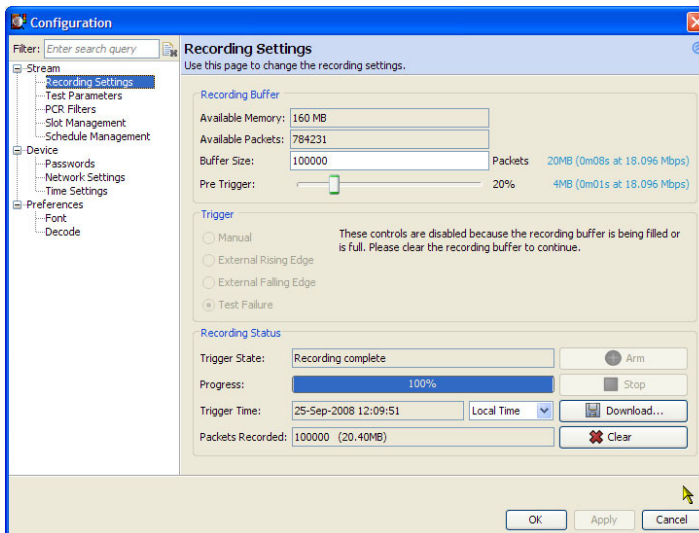 Configuration
Filter: Enter search query
Stream
Recording Settings
Test Parameters
PCR Filters
Slot Management
Schedule Management
Device
Passwords
Network Settings
Time Settings
Preferences
Font
Decode
Recording Settings
Use this page to change the recording settings.
Recording Buffer
Available Memory: 160 MB
Available Packets: 784231
Buffer Size: 100000 Packets 20MB (0m08s at 18.096 Mbps)
Pre Trigger: 20% 4MB (0m01s at 18.096 Mbps)
Trigger
Manual
External Rising Edge
External Falling Edge
Test Failure
These controls are disabled because the recording buffer is being filled or
is full. Please clear the recording buffer to continue.
Recording Status
Trigger State: Recording complete Arm
Progress: 100% Stop
Trigger Time: 25-Sep-2008 12:09:51 Local Time Download...
Packets Recorded: 100000 (20.40MB) Clear
OK Apply Cancel